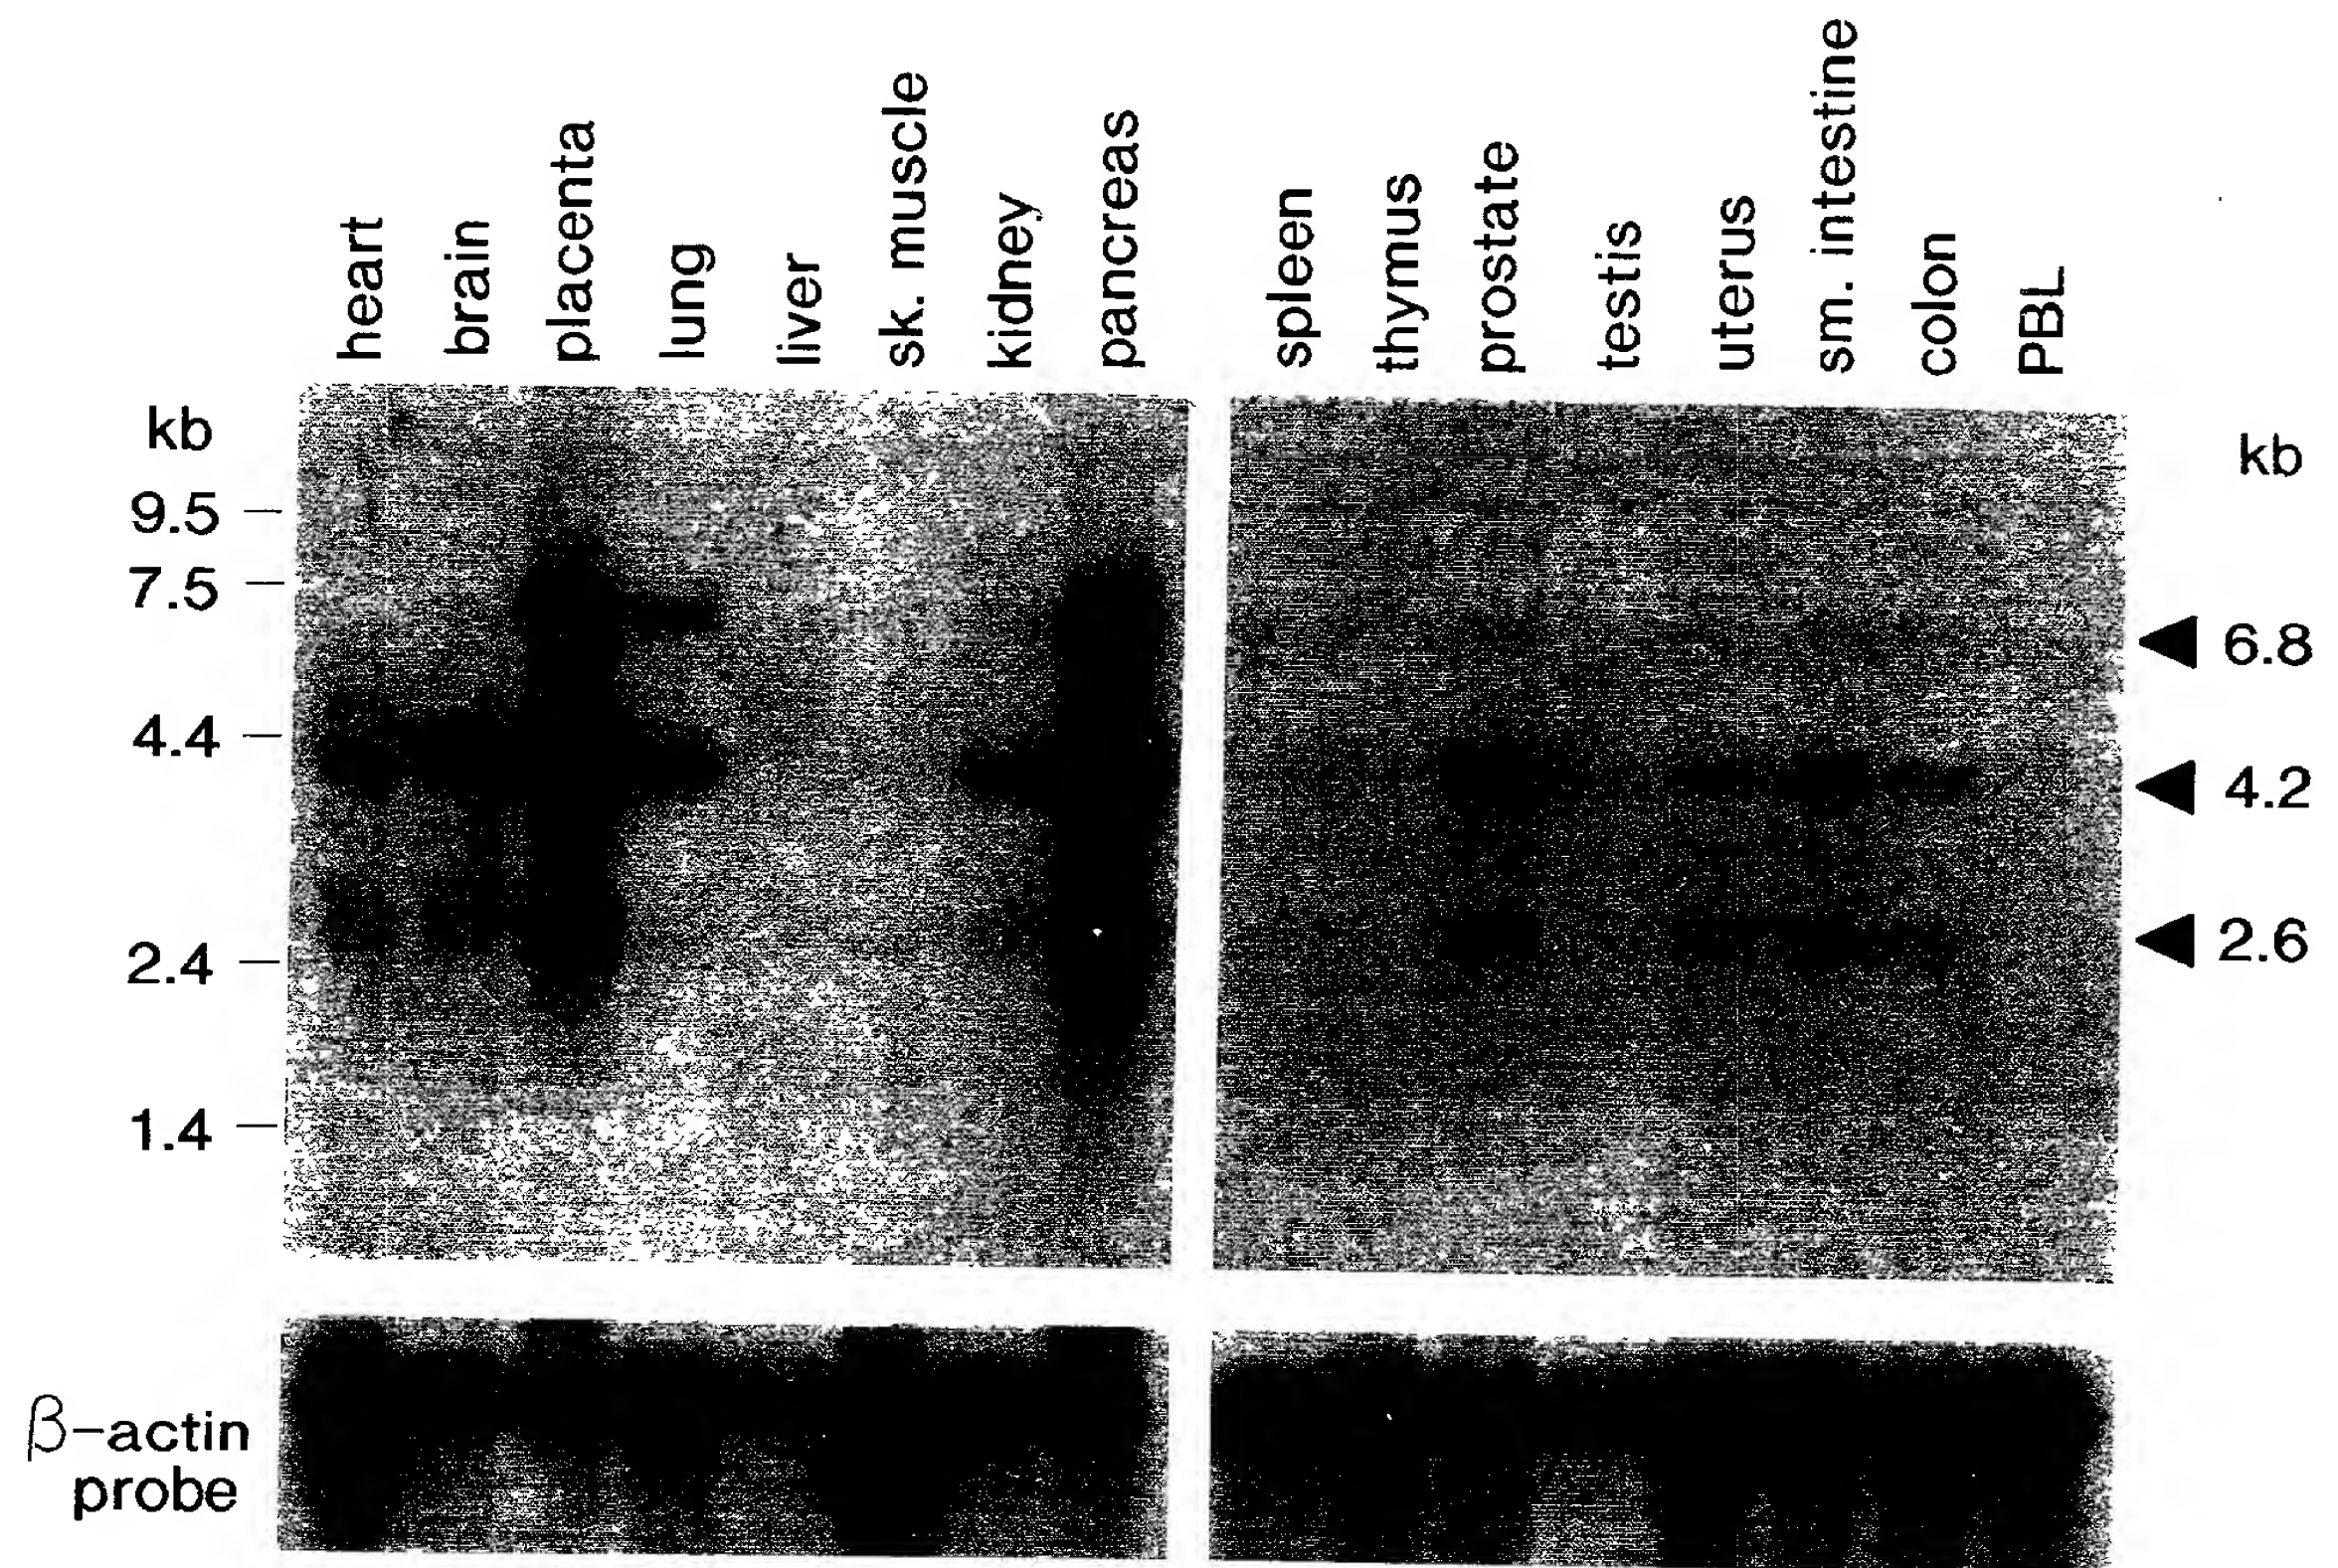 heart
brain
placenta
lung
liver
sk. muscle
kidney
pancreas
spleen
thymus
prostate
testis
uterus
sm. intestine
colon
PBL
kb
9.5
7.5
4.4
2.4
1.4
kb
6.8
4.2
2.6
β-actin
probe